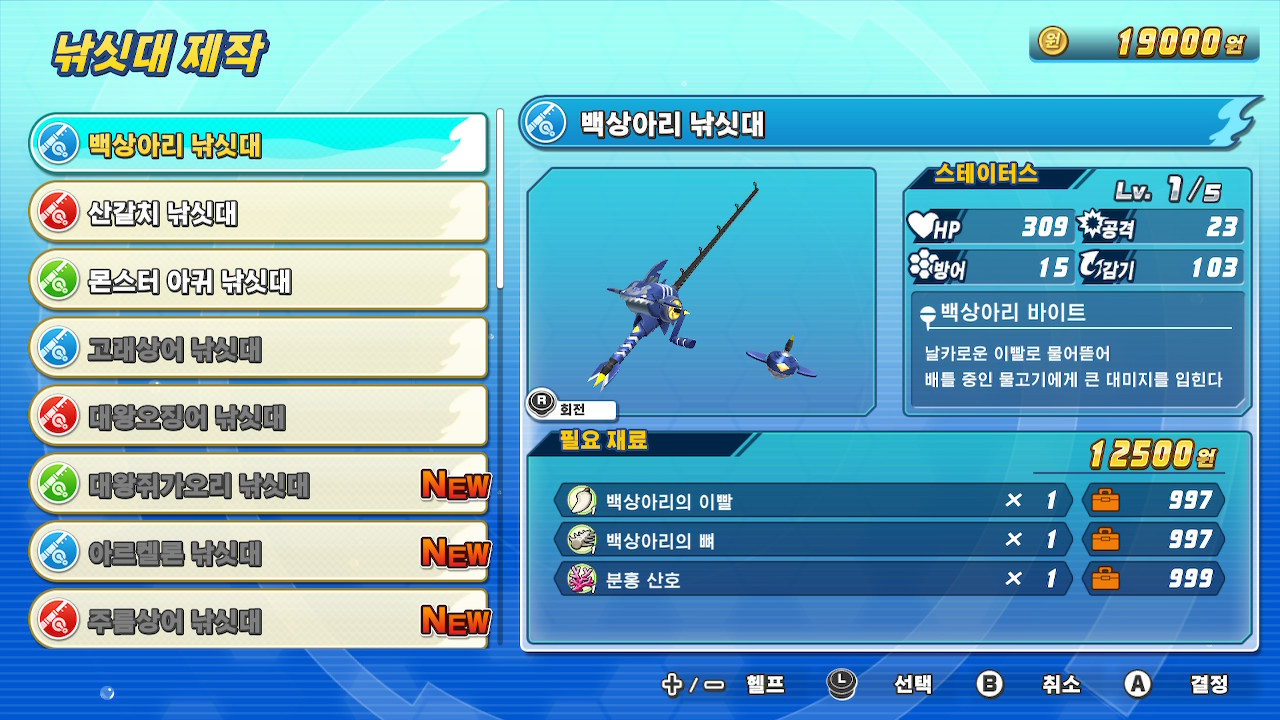 낚싯대 제작
원 19000원
백상아리 낚싯대
산갈치 낚싯대
몬스터 아귀 낚싯대
고래상어 낚싯대
대왕오징어 낚싯대
대왕쥐가오리 낚싯대 NEW
아르켈론 낚싯대 NEW
주름상어 낚싯대 NEW
백상아리 낚싯대
R 회전
스테이터스
Lv. 1/5
HP 309 공격 23
방어 15 감기 103
백상아리 바이트
날카로운 이빨로 물어뜯어
배틀 중인 물고기에게 큰 대미지를 입힌다
필요 재료
12500원
백상아리의 이빨 × 1 997
백상아리의 뼈 × 1 997
분홍 산호 × 1 999
+/− 헬프 L 선택 B 취소 A 결정